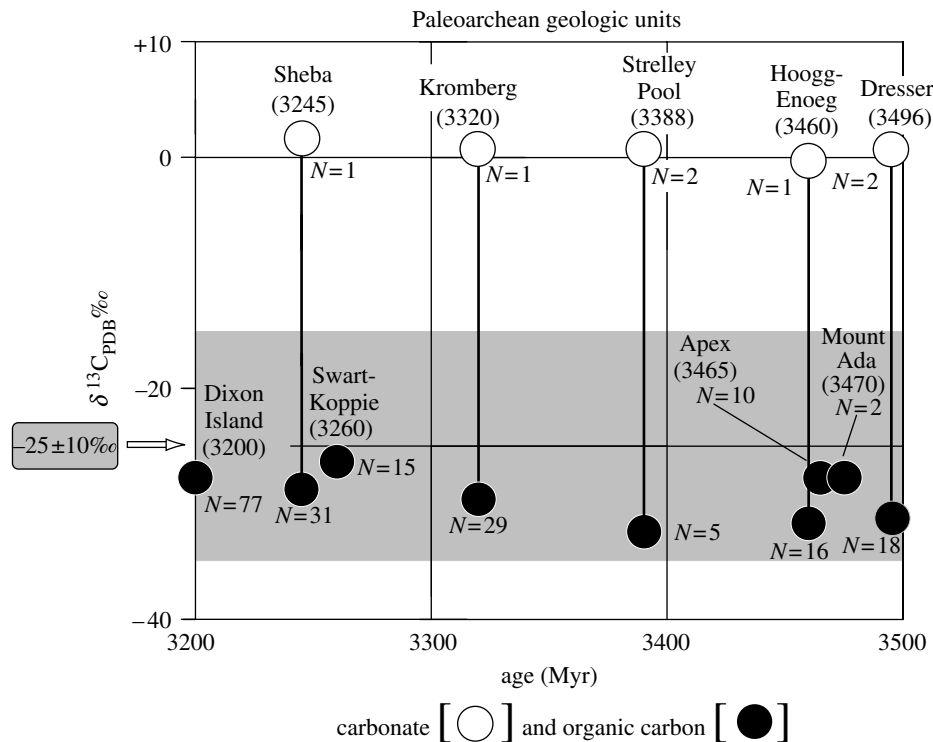 Paleoarchean geologic units
+10
0
−20
−40
δ 13C PDB‰
−25±10‰
Sheba
(3245)
N=1
Kromberg
(3320)
N=1
Strelley
Pool
(3388)
N=2
Hoogg-
Enoeg
(3460)
N=1
Dresser
(3496)
N=2
Dixon
Island
(3200)
N=77
Swart-
Koppie
(3260)
N=15
N=31
N=29
N=5
Apex
(3465)
N=10
Mount
Ada
(3470)
N=2
N=16
N=18
3200
3300
3400
3500
age (Myr)
carbonate [ ] and organic carbon [ ]